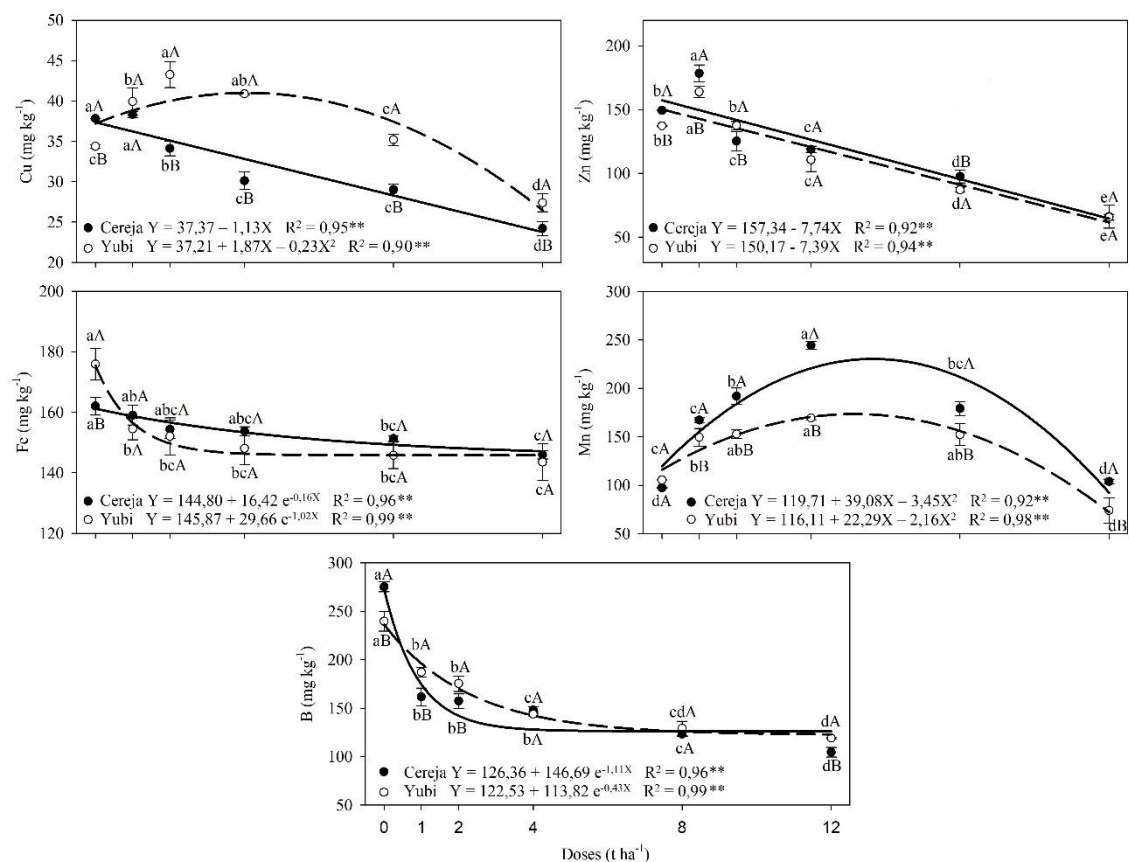 Cu (mg kg⁻¹)
50
45
40
35
30
25
20
aA
cB
bA
aA
aA
bB
abA
cB
cA
cB
dA
dB
Cereja Y = 37,37 – 1,13X R² = 0,95**
Yubi Y = 37,21 + 1,87X – 0,23X² R² = 0,90**
Zn (mg kg⁻¹)
200
150
100
50
bA
bB
aA
aB
bA
cB
cA
cA
dB
dA
eA
eA
Cereja Y = 157,34 - 7,74X R² = 0,92**
Yubi Y = 150,17 - 7,39X R² = 0,94**
Fe (mg kg⁻¹)
200
180
160
140
120
aA
aB
abA
bA
abcA
bcA
abcA
bcA
bcA
bcA
cA
cA
Cereja Y = 144,80 + 16,42 e⁻⁰,¹⁶ˣ R² = 0,96**
Yubi Y = 145,87 + 29,66 e⁻¹,⁰²ˣ R² = 0,99**
Mn (mg kg⁻¹)
300
250
200
150
100
50
cA
dA
cA
bB
bA
abB
aA
aB
bcA
abB
dA
dB
Cereja Y = 119,71 + 39,08X – 3,45X² R² = 0,92**
Yubi Y = 116,11 + 22,29X – 2,16X² R² = 0,98**
B (mg kg⁻¹)
300
250
200
150
100
50
aA
aB
bA
bB
bA
bB
cA
bA
cdA
cA
dA
dB
Cereja Y = 126,36 + 146,69 e⁻¹,¹¹ˣ R² = 0,96**
Yubi Y = 122,53 + 113,82 e⁻⁰,⁴³ˣ R² = 0,99**
0 1 2 4 8 12
Doses (t ha⁻¹)